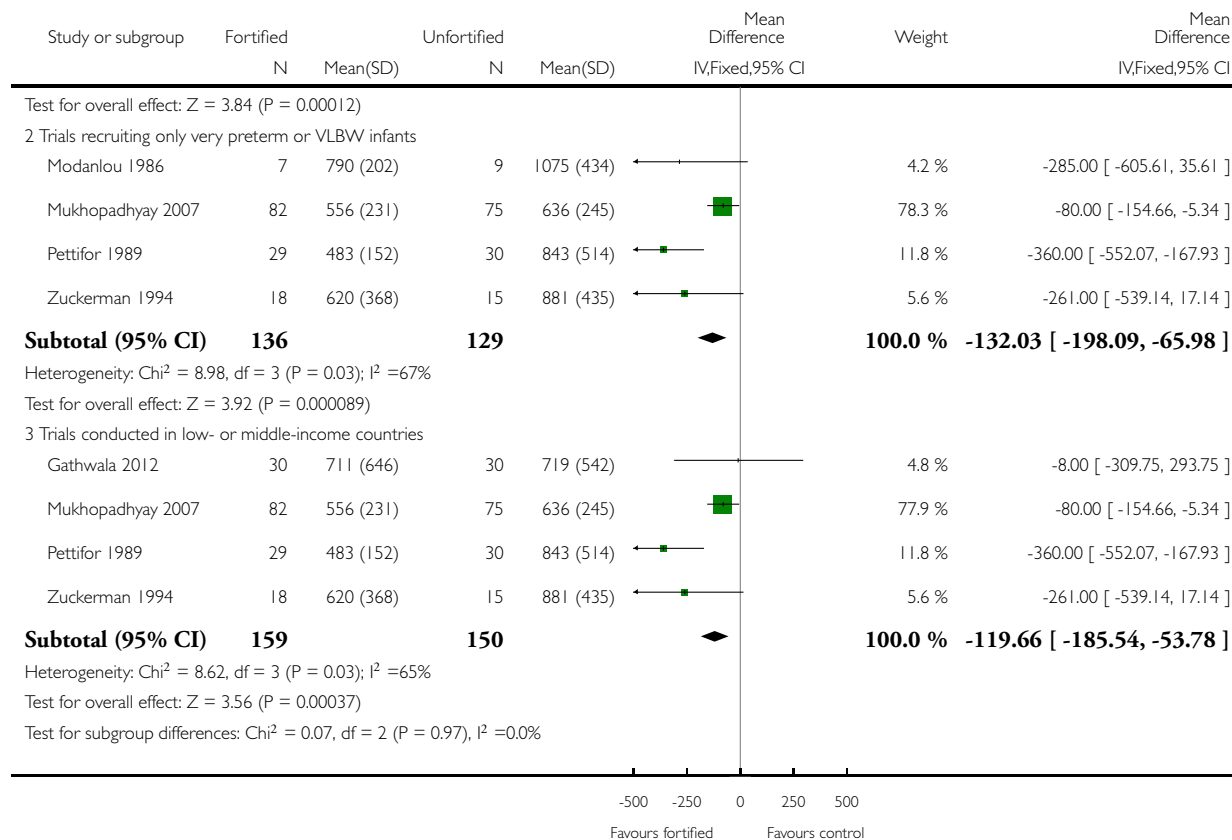 Mean Mean
Study or subgroup Fortified Unfortified Difference Weight Difference
N Mean(SD) N Mean(SD) IV,Fixed,95% CI IV,Fixed,95% CI
Test for overall effect: Z = 3.84 (P = 0.00012)
2 Trials recruiting only very preterm or VLBW infants
Modanlou 1986 7 790 (202) 9 1075 (434) 4.2 % -285.00 [ -605.61, 35.61 ]
Mukhopadhyay 2007 82 556 (231) 75 636 (245) 78.3 % -80.00 [ -154.66, -5.34 ]
Pettifor 1989 29 483 (152) 30 843 (514) 11.8 % -360.00 [ -552.07, -167.93 ]
Zuckerman 1994 18 620 (368) 15 881 (435) 5.6 % -261.00 [ -539.14, 17.14 ]
Subtotal (95% CI) 136 129 100.0 % -132.03 [ -198.09, -65.98 ]
Heterogeneity: Chi² = 8.98, df = 3 (P = 0.03); I² =67%
Test for overall effect: Z = 3.92 (P = 0.000089)
3 Trials conducted in low- or middle-income countries
Gathwala 2012 30 711 (646) 30 719 (542) 4.8 % -8.00 [ -309.75, 293.75 ]
Mukhopadhyay 2007 82 556 (231) 75 636 (245) 77.9 % -80.00 [ -154.66, -5.34 ]
Pettifor 1989 29 483 (152) 30 843 (514) 11.8 % -360.00 [ -552.07, -167.93 ]
Zuckerman 1994 18 620 (368) 15 881 (435) 5.6 % -261.00 [ -539.14, 17.14 ]
Subtotal (95% CI) 159 150 100.0 % -119.66 [ -185.54, -53.78 ]
Heterogeneity: Chi² = 8.62, df = 3 (P = 0.03); I² =65%
Test for overall effect: Z = 3.56 (P = 0.00037)
Test for subgroup differences: Chi² = 0.07, df = 2 (P = 0.97), I² =0.0%
-500 -250 0 250 500
Favours fortified Favours control